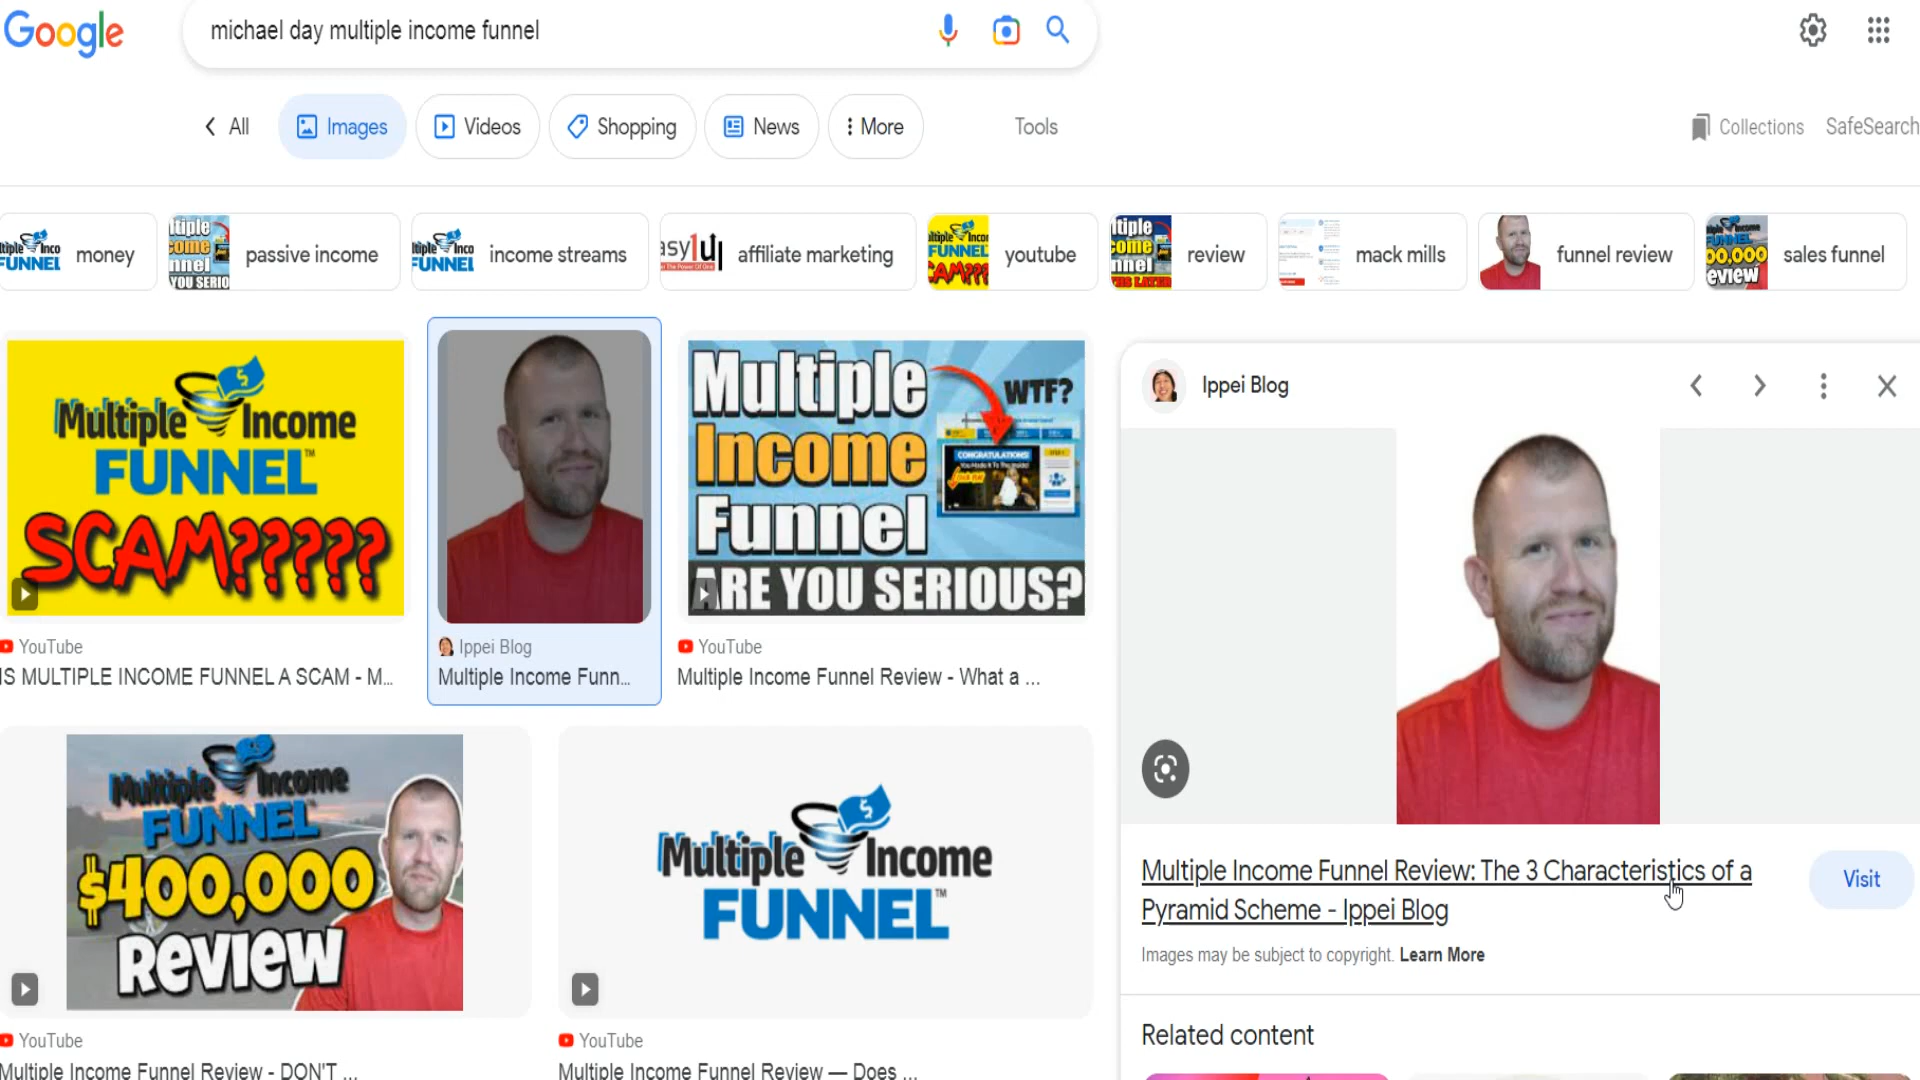 Google
michael day multiple income funnel
All
Images
Videos
Shopping
News
More
Tools
Collections
SafeSearch
money
passive income
income streams
affiliate marketing
youtube
review
mack mills
funnel review
sales funnel
Multiple Income
FUNNEL™
SCAM?????
Multiple
Income
Funnel
WTF?
CONGRATULATIONS!
ARE YOU SERIOUS?
YouTube
IS MULTIPLE INCOME FUNNEL A SCAM - M...
Ippei Blog
Multiple Income Funn...
YouTube
Multiple Income Funnel Review - What a ...
Multiple Income
FUNNEL
$400,000
Review
Multiple Income
FUNNEL™
YouTube
Multiple Income Funnel Review - DON'T ...
YouTube
Multiple Income Funnel Review — Does ...
Ippei Blog
Multiple Income Funnel Review: The 3 Characteristics of a
Pyramid Scheme - Ippei Blog
Visit
Images may be subject to copyright. Learn More
Related content